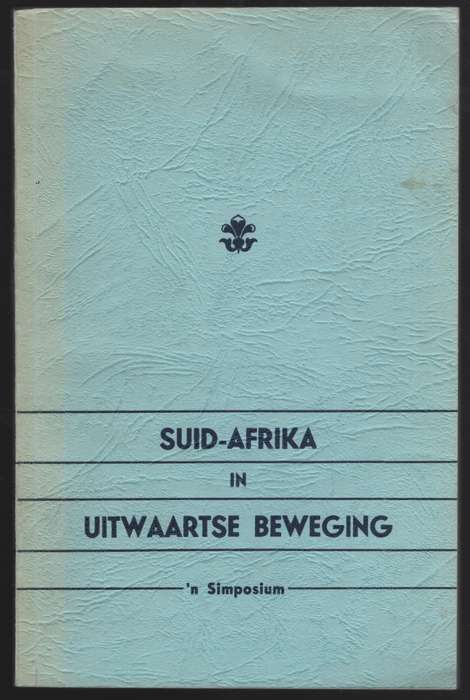 SUID-AFRIKA
IN
UITWAARTSE BEWEGING
'n Simposium